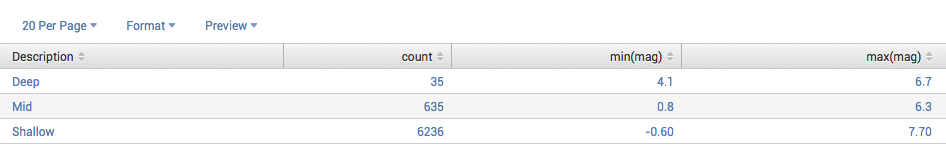 20 Per Page Format Preview
Description count min(mag) max(mag)
Deep 35 4.1 6.7
Mid 635 0.8 6.3
Shallow 6236 -0.60 7.70